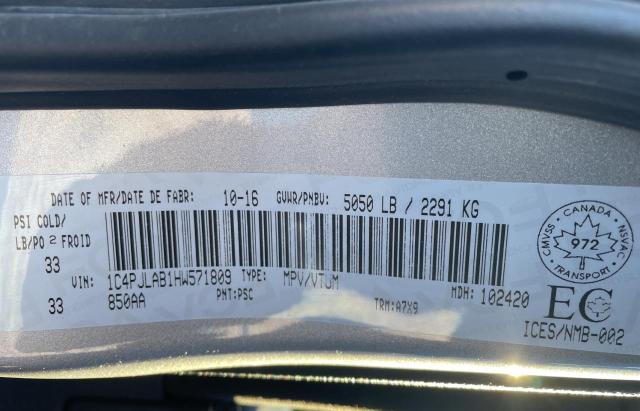 DATE OF MFR/DATE DE FABR: 10-16 GVWR/PNBV: 5050 LB / 2291 KG
PSI COLD/
LB/PO 2 FROID
33
VIN: 1C4PJLAB1HW571809 TYPE: MPV/VTUM MDH: 102420
33 850AA PNT:PSC TRM:A7X9
CANADA
CMVSS 972 NSVAC
TRANSPORT
EC
ICES/NMB-002